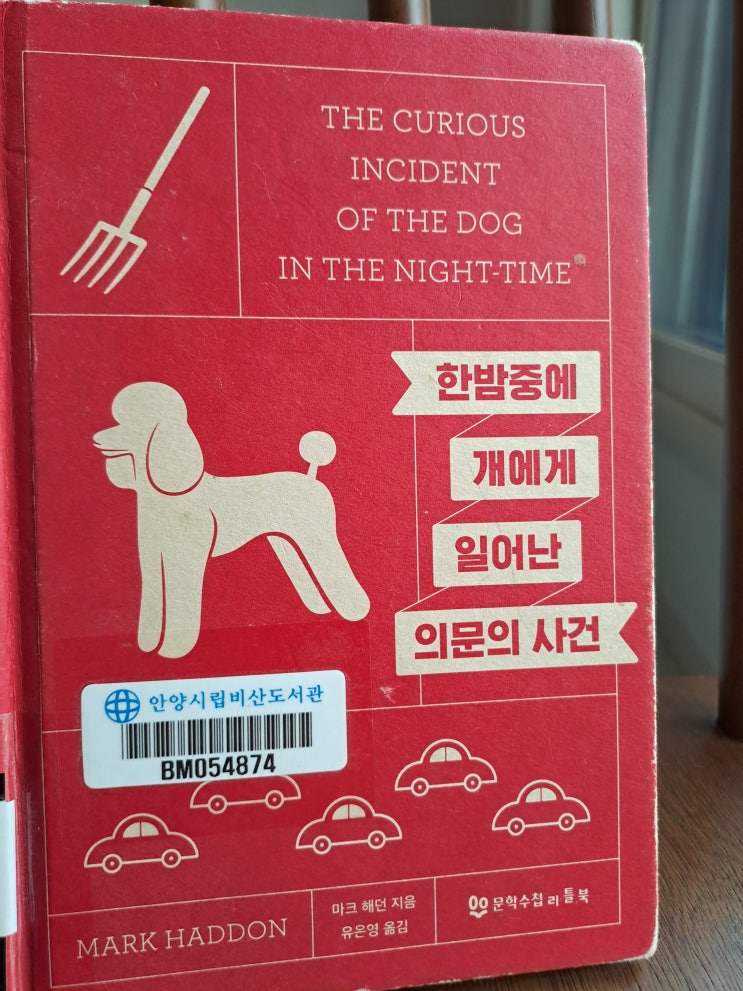 THE CURIOUS
INCIDENT
OF THE DOG
IN THE NIGHT-TIME
한밤중에
개에게
일어난
의문의 사건
안양시립비산도서관
BM054874
MARK HADDON
마크 해던 지음
유은영 옮김
문학수첩 리틀북